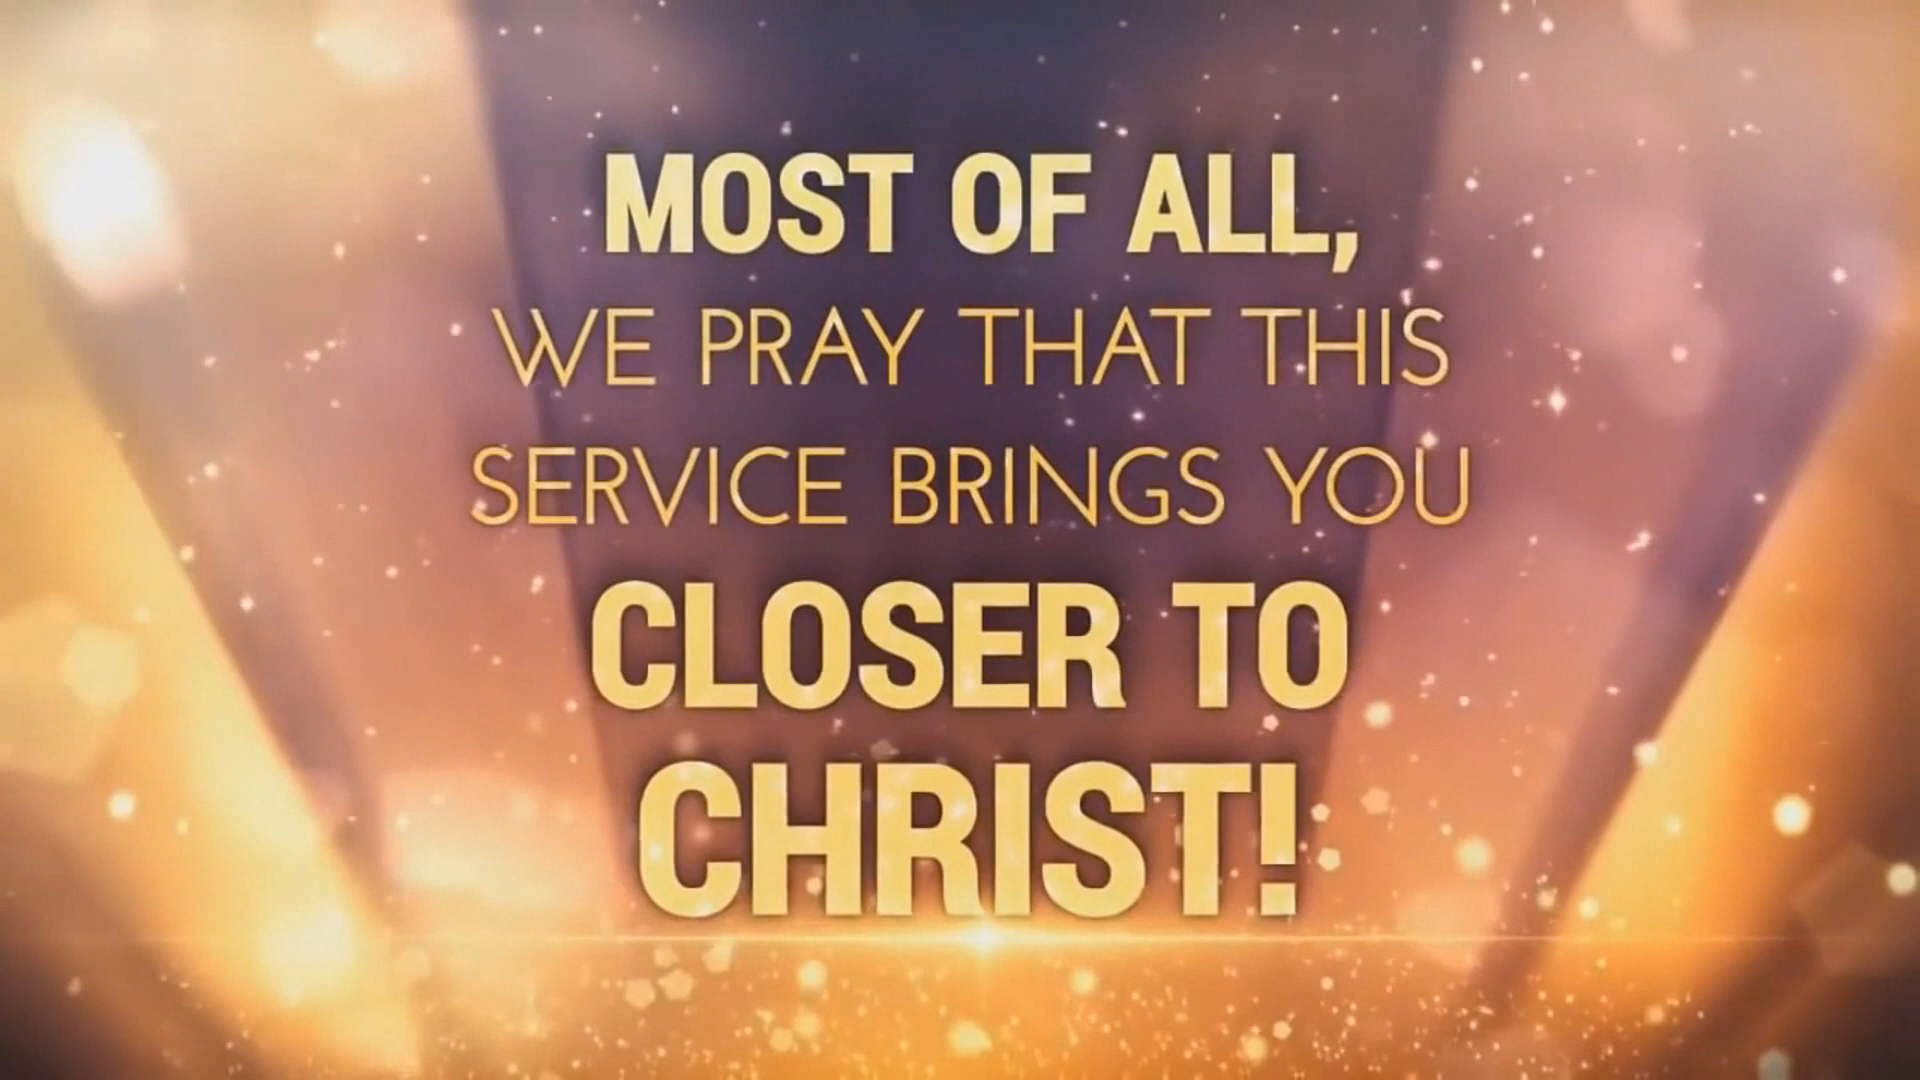 MOST OF ALL,
WE PRAY THAT THIS
SERVICE BRINGS YOU
CLOSER TO
CHRIST!